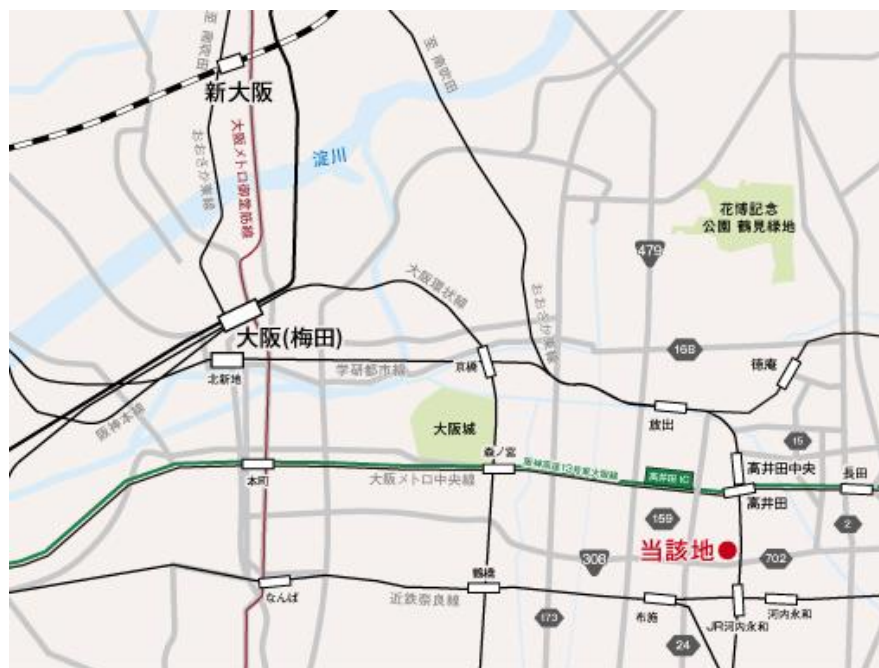 至 南吹田
至 南吹田
新大阪
大阪メトロ御堂筋線
おおさか東線
淀川
花博記念
公園 鶴見緑地
479
大阪環状線
おおさか東線
大阪(梅田)
168
北新地
学研都市線
京橋
徳庵
阪神本線
大阪城
放出
15
森ノ宮
本町
大阪メトロ中央線
阪神高速13号東大阪線
高井田 IC
高井田中央
高井田
長田
159
2
当該地
308
702
鶴橋
なんば
近鉄奈良線
布施
JR河内永和
河内永和
173
24